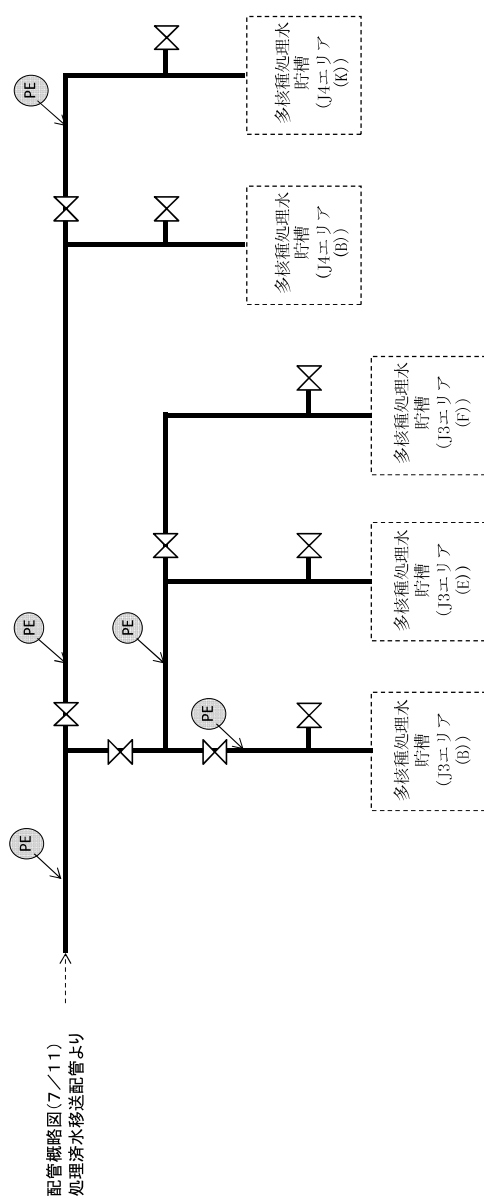 配管概略図(7/11)
処理済水移送配管より
PE
PE
PE
PE
PE
多核種処理水
貯槽
(J3エリア
(B))
多核種処理水
貯槽
(J3エリア
(E))
多核種処理水
貯槽
(J3エリア
(F))
多核種処理水
貯槽
(J4エリア
(B))
多核種処理水
貯槽
(J4エリア
(K))